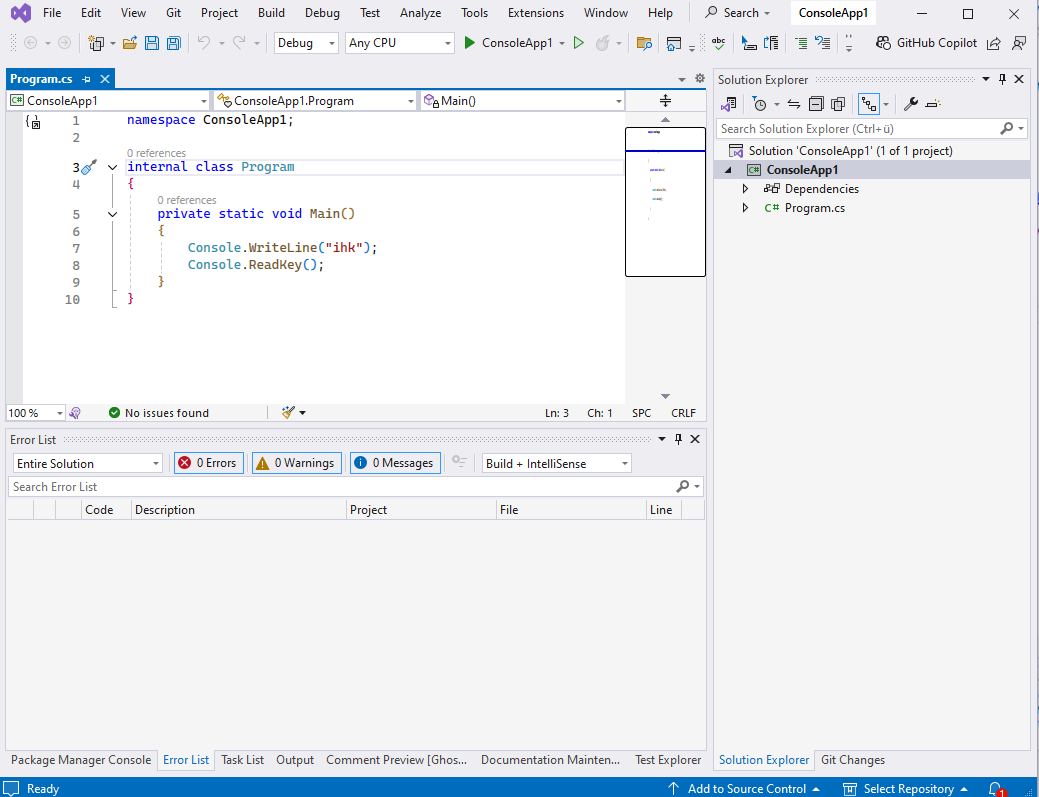 File Edit View Git Project Build Debug Test Analyze Tools Extensions Window Help Search ConsoleApp1
Debug Any CPU ConsoleApp1 abc GitHub Copilot
Program.cs
C# ConsoleApp1 ConsoleApp1.Program Main()
1 namespace ConsoleApp1;
2
0 references
3 internal class Program
4 {
0 references
5 private static void Main()
6 {
7 Console.WriteLine("ihk");
8 Console.ReadKey();
9 }
10 }
100 % No issues found Ln: 3 Ch: 1 SPC CRLF
Error List
Entire Solution 0 Errors 0 Warnings 0 Messages Build + IntelliSense
Search Error List
Code Description Project File Line
Package Manager Console Error List Task List Output Comment Preview [Ghos... Documentation Mainten... Test Explorer
Solution Explorer
Search Solution Explorer (Ctrl+ü)
Solution 'ConsoleApp1' (1 of 1 project)
C# ConsoleApp1
Dependencies
C# Program.cs
Solution Explorer Git Changes
Ready Add to Source Control Select Repository 1